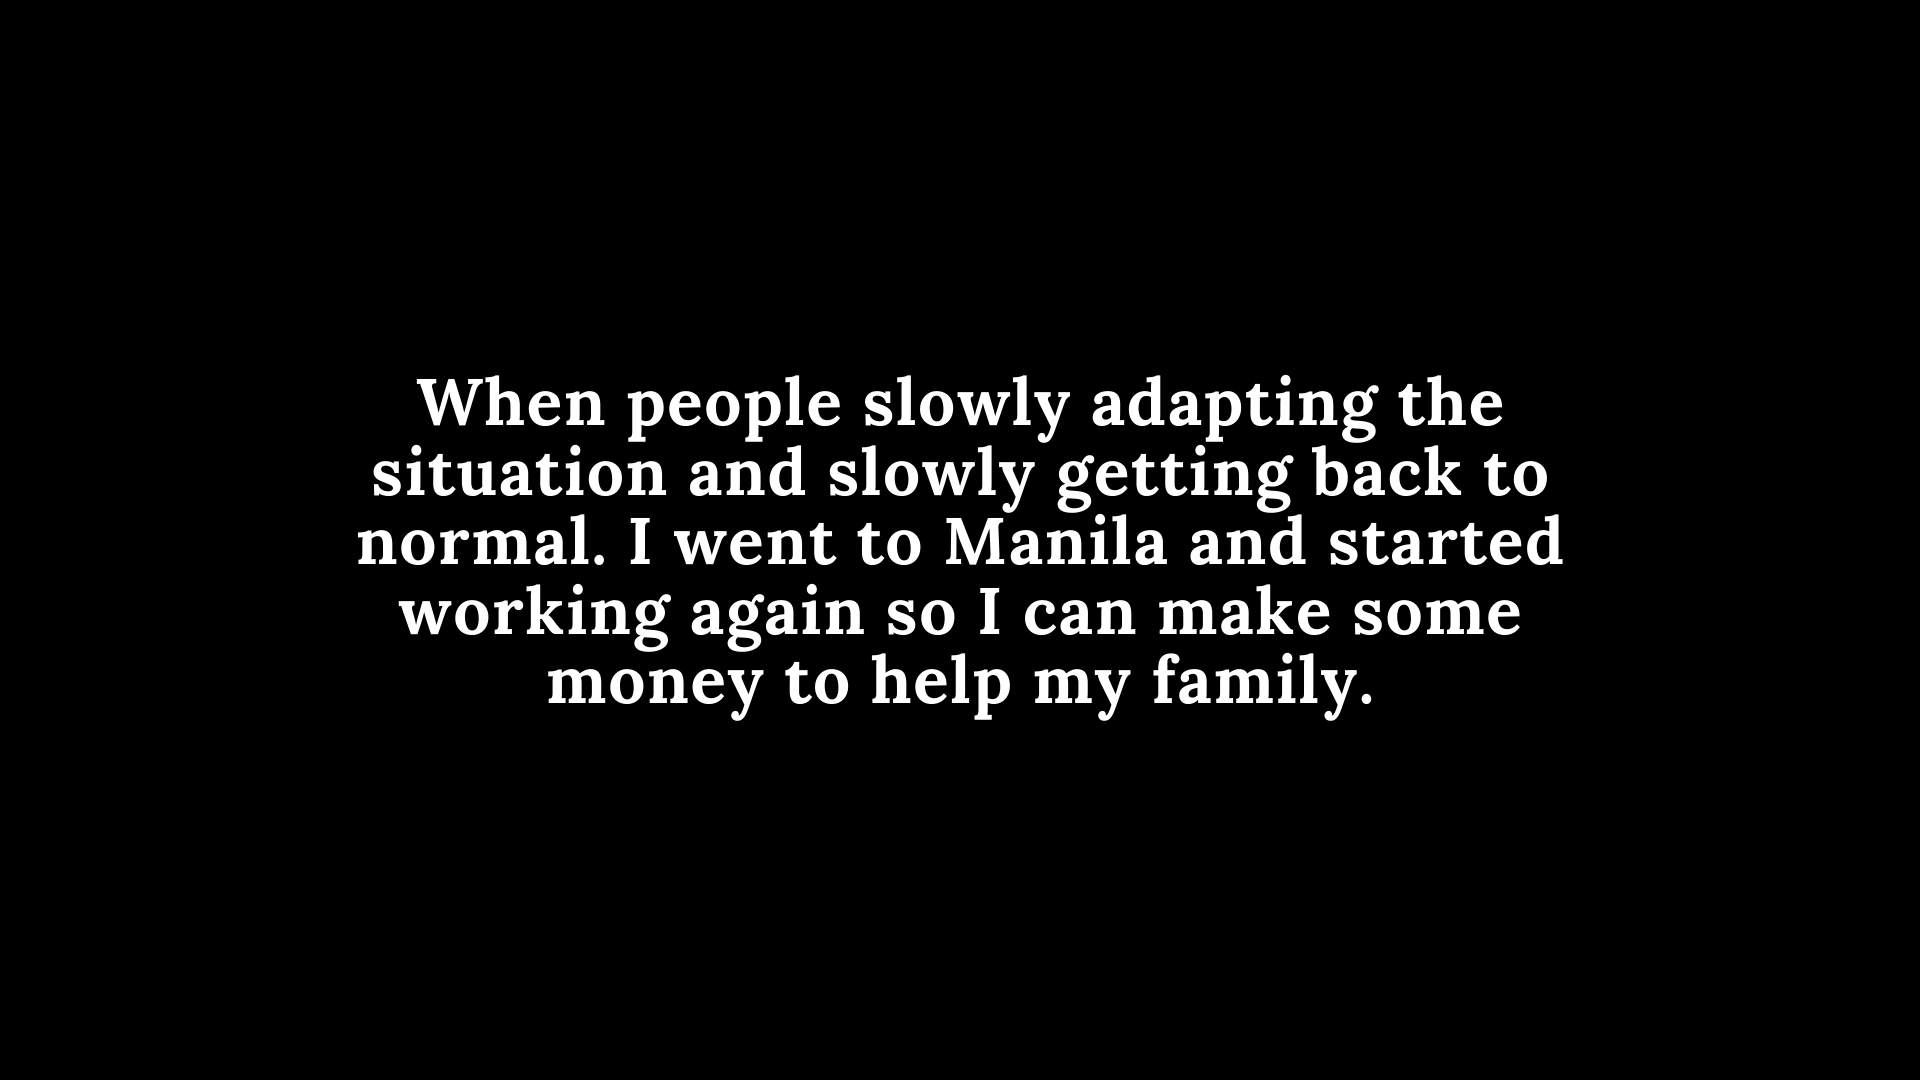 When people slowly adapting the
situation and slowly getting back to
normal. I went to Manila and started
working again so I can make some
money to help my family.